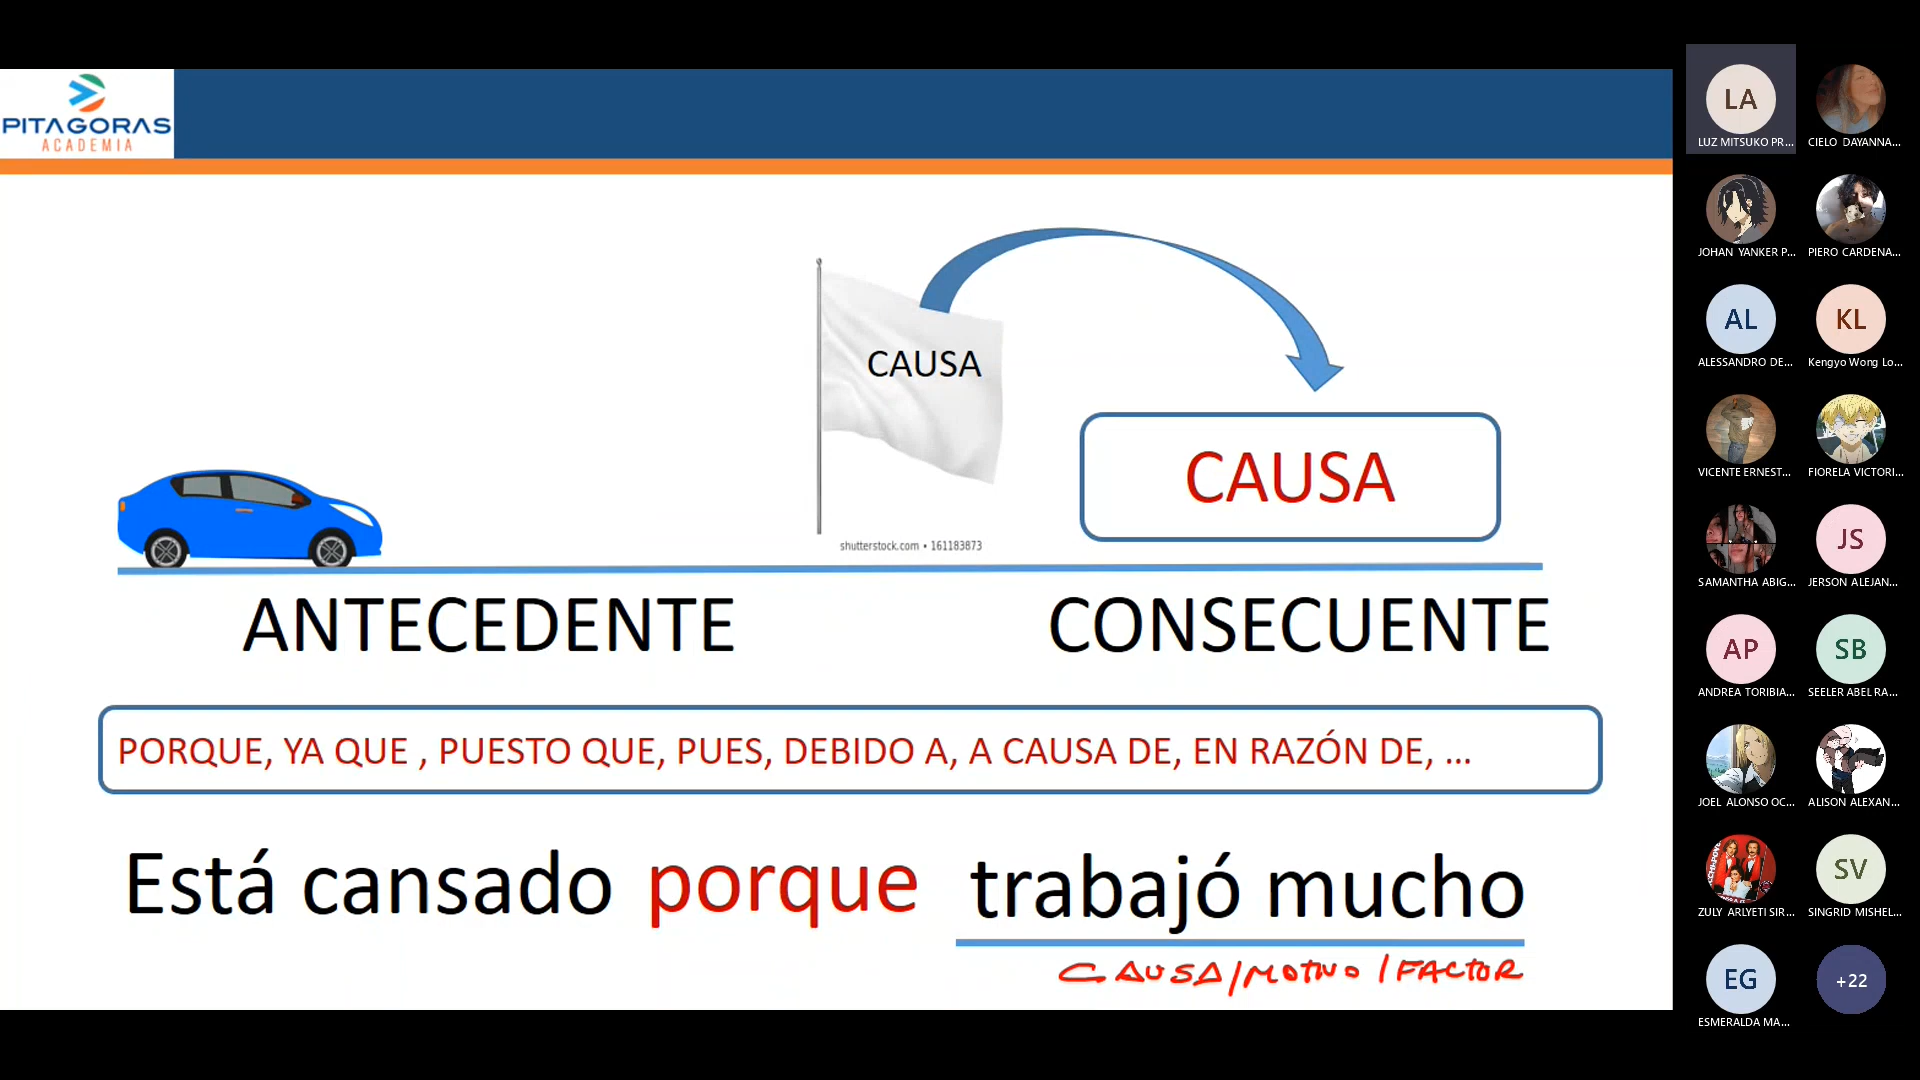 PITAGORAS
ACADEMIA
CAUSA
CAUSA
shutterstock.com • 161183873
ANTECEDENTE
CONSECUENTE
PORQUE, YA QUE , PUESTO QUE, PUES, DEBIDO A, A CAUSA DE, EN RAZÓN DE, ...
Está cansado porque trabajó mucho
CAUSA/MOTIVO/FACTOR
LA
LUZ MITSUKO PR...
CIELO DAYANNA...
JOHAN YANKER P...
PIERO CARDENA...
AL
ALESSANDRO DE...
KL
Kengyo Wong Lo...
VICENTE ERNEST...
FIORELA VICTORI...
SAMANTHA ABIG...
JS
JERSON ALEJAN...
AP
ANDREA TORIBIA...
SB
SEELER ABEL RA...
JOEL ALONSO OC...
ALISON ALEXAN...
ZULY ARLYETI SIR...
SV
SINGRID MISHEL...
EG
ESMERALDA MA...
+22